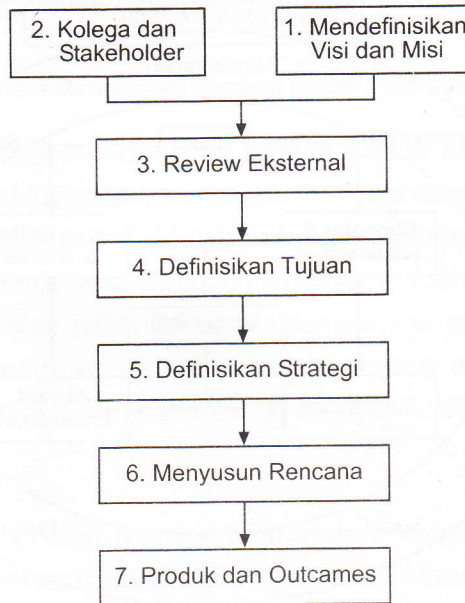 2. Kolega dan
Stakeholder
1. Mendefinisikan
Visi dan Misi
3. Review Eksternal
4. Definisikan Tujuan
5. Definisikan Strategi
6. Menyusun Rencana
7. Produk dan Outcames